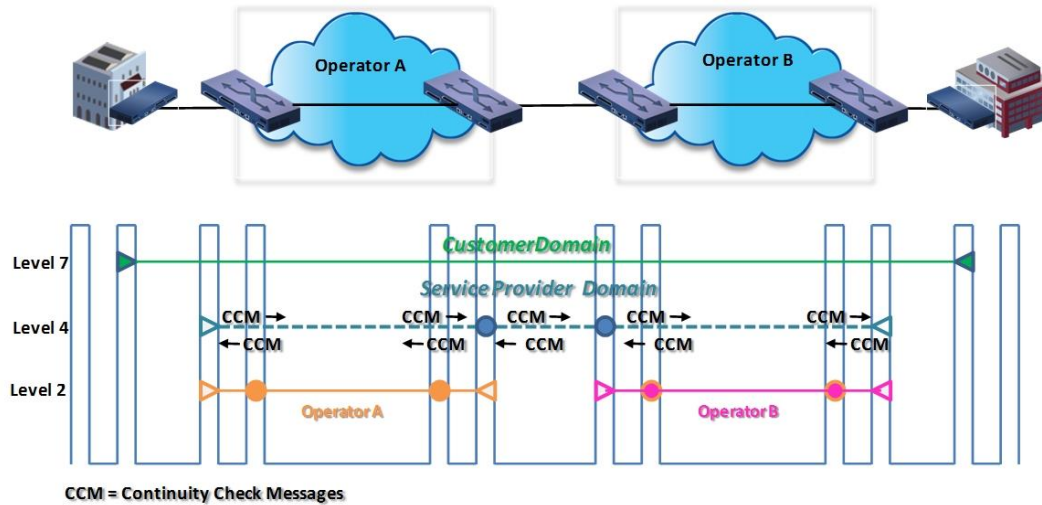 Operator A
Operator B
CustomerDomain
Level 7
Service Provider Domain
CCM → CCM → CCM → CCM → CCM →
Level 4
← CCM ← CCM ← CCM ← CCM ← CCM
Level 2
Operator A
Operator B
CCM = Continuity Check Messages